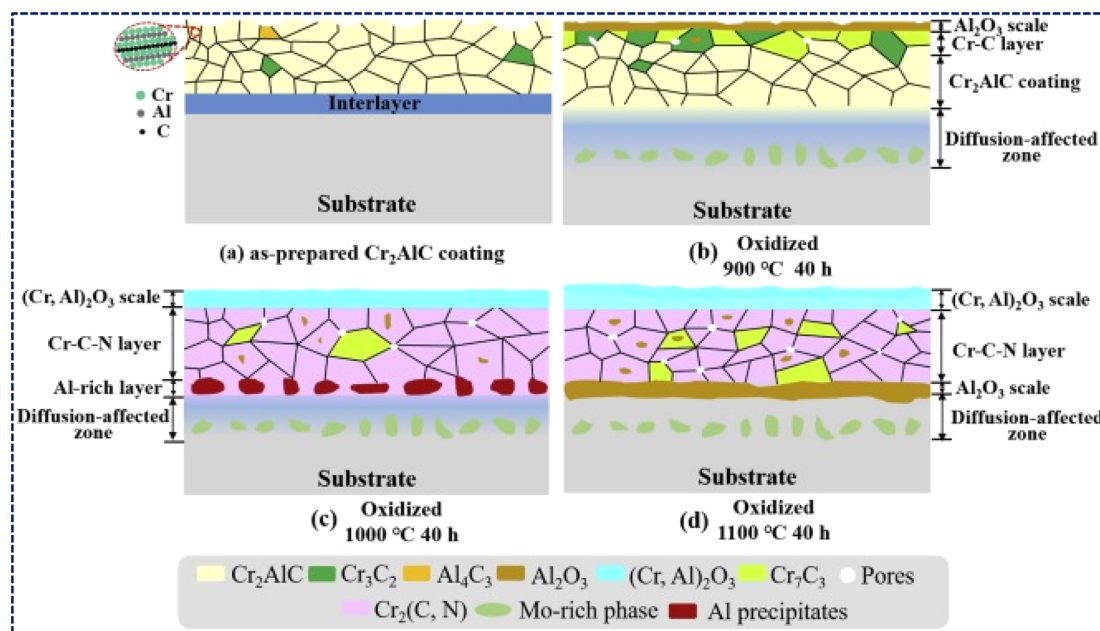 Cr
Al
C
Interlayer
Substrate
(a) as-prepared Cr₂AlC coating
Al₂O₃ scale
Cr-C layer
Cr₂AlC coating
Diffusion-affected
zone
Substrate
(b) Oxidized
900 ℃ 40 h
(Cr, Al)₂O₃ scale
Cr-C-N layer
Al-rich layer
Diffusion-affected
zone
Substrate
(c) Oxidized
1000 ℃ 40 h
(Cr, Al)₂O₃ scale
Cr-C-N layer
Al₂O₃ scale
Diffusion-affected
zone
Substrate
(d) Oxidized
1100 ℃ 40 h
Cr₂AlC Cr₃C₂ Al₄C₃ Al₂O₃ (Cr, Al)₂O₃ Cr₇C₃ Pores
Cr₂(C, N) Mo-rich phase Al precipitates